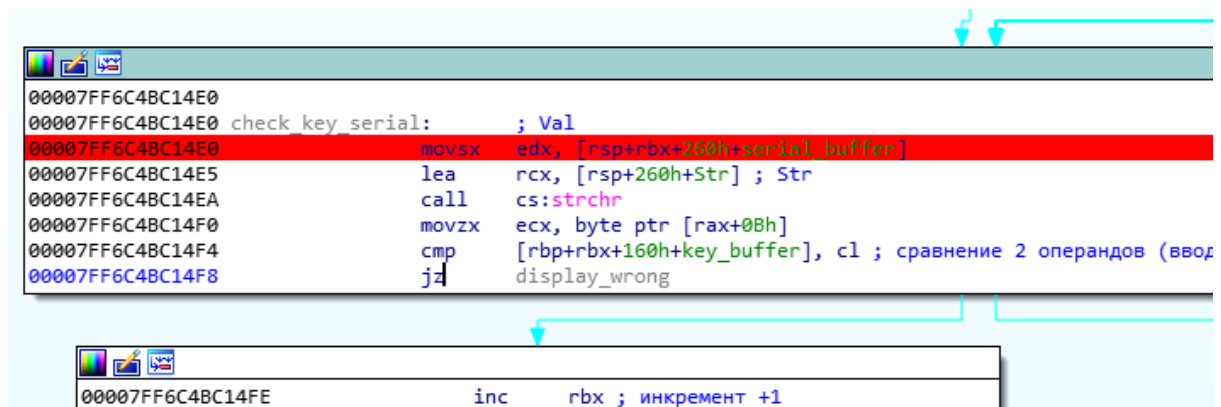 00007FF6C4BC14E0
00007FF6C4BC14E0 check_key_serial: ; Val
00007FF6C4BC14E0 movsx edx, [rsp+rbx+260h+serial_buffer]
00007FF6C4BC14E5 lea rcx, [rsp+260h+Str] ; Str
00007FF6C4BC14EA call cs:strchr
00007FF6C4BC14F0 movzx ecx, byte ptr [rax+0Bh]
00007FF6C4BC14F4 cmp [rbp+rbx+160h+key_buffer], cl ; сравнение 2 операндов (ввод
00007FF6C4BC14F8 jz display_wrong
00007FF6C4BC14FE inc rbx ; инкремент +1